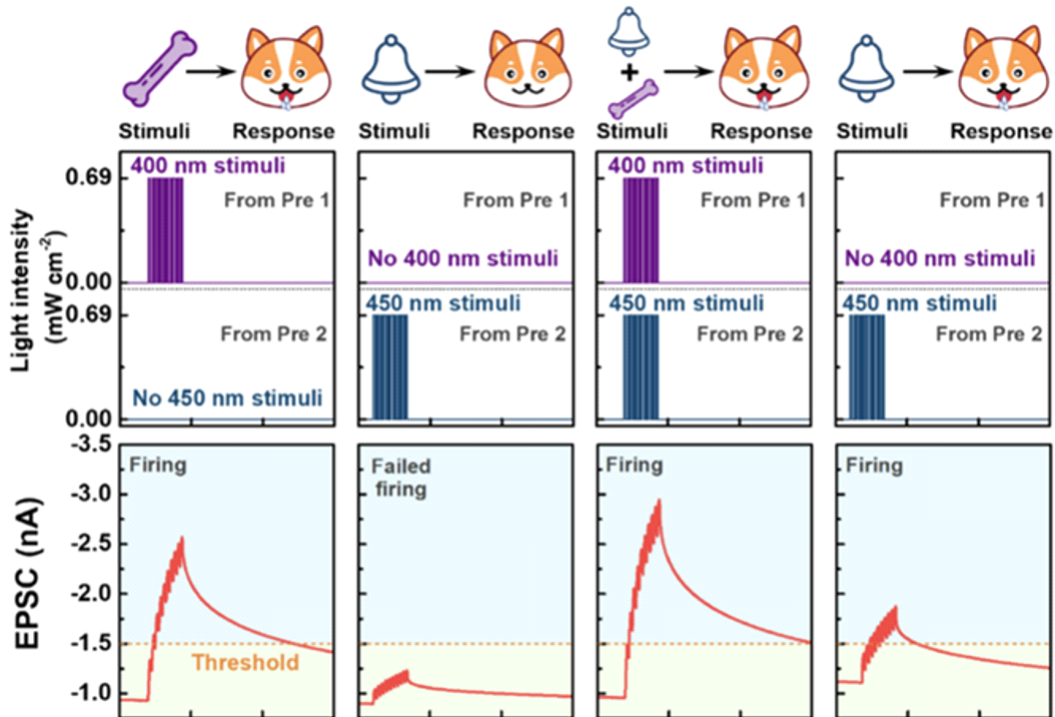 Stimuli Response Stimuli Response Stimuli Response Stimuli Response
Light intensity
(mW cm-2)
0.69
0.00
0.69
0.00
400 nm stimuli
From Pre 1
From Pre 2
No 450 nm stimuli
From Pre 1
No 400 nm stimuli
450 nm stimuli
From Pre 2
400 nm stimuli
From Pre 1
450 nm stimuli
From Pre 2
From Pre 1
No 400 nm stimuli
450 nm stimuli
From Pre 2
EPSC (nA)
-3.5
-3.0
-2.5
-2.0
-1.5
-1.0
Firing
Threshold
Failed
firing
Firing
Firing